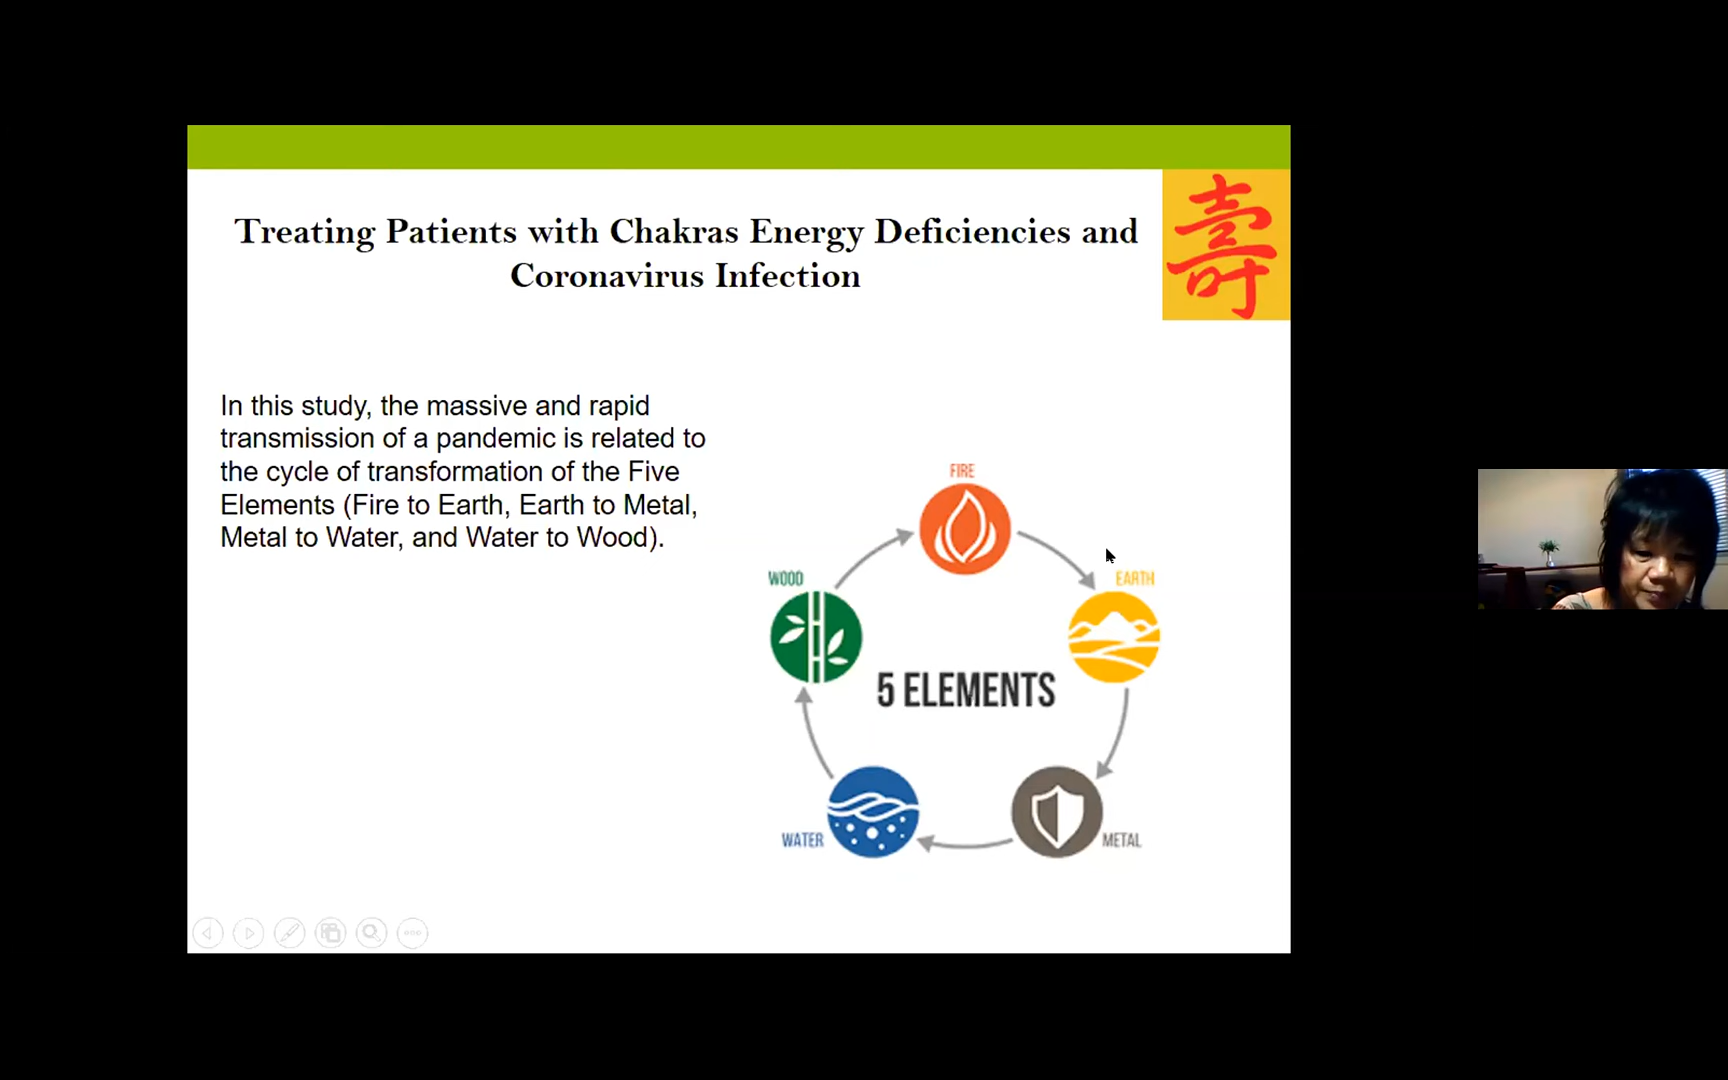 Treating Patients with Chakras Energy Deficiencies and
Coronavirus Infection
壽
In this study, the massive and rapid
transmission of a pandemic is related to
the cycle of transformation of the Five
Elements (Fire to Earth, Earth to Metal,
Metal to Water, and Water to Wood).
FIRE
WOOD
EARTH
5 ELEMENTS
WATER
METAL